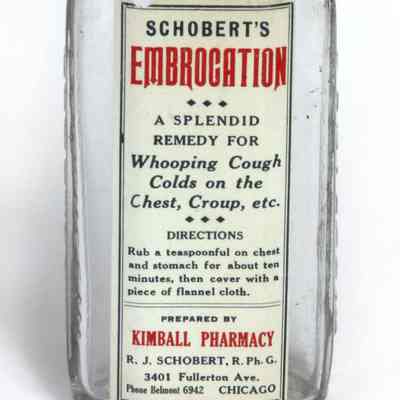 SCHOBERT'S
EMBROCATION
A SPLENDID
REMEDY FOR
Whooping Cough
Colds on the
Chest, Croup, etc.
DIRECTIONS
Rub a teaspoonful on chest
and stomach for about ten
minutes, then cover with a
piece of flannel cloth.
PREPARED BY
KIMBALL PHARMACY
R. J. SCHOBERT, R. Ph. G.
3401 Fullerton Ave.
Phone Belmont 6942 CHICAGO